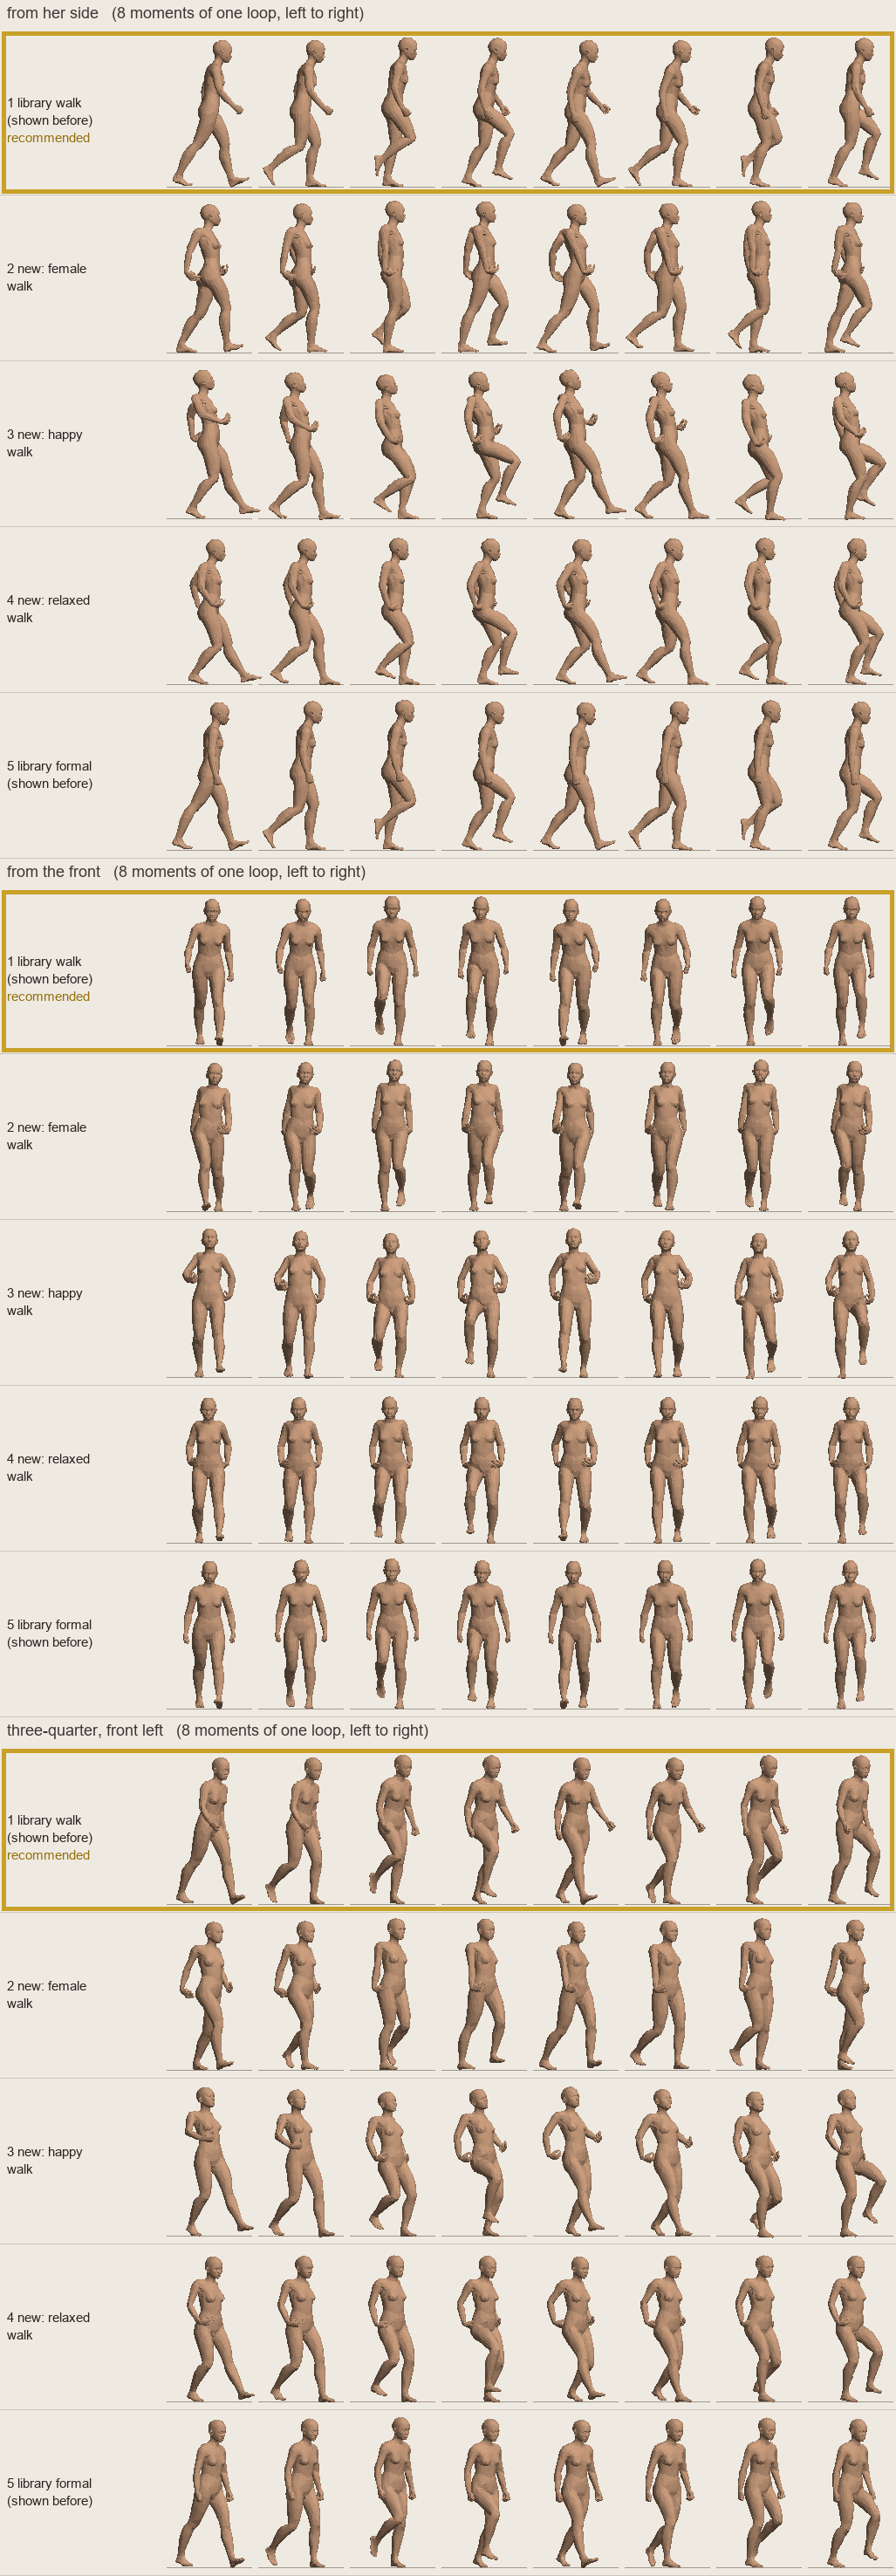 from her side (8 moments of one loop, left to right)
1 library walk
(shown before)
recommended
2 new: female
walk
3 new: happy
walk
4 new: relaxed
walk
5 library formal
(shown before)
from the front (8 moments of one loop, left to right)
1 library walk
(shown before)
recommended
2 new: female
walk
3 new: happy
walk
4 new: relaxed
walk
5 library formal
(shown before)
three-quarter, front left (8 moments of one loop, left to right)
1 library walk
(shown before)
recommended
2 new: female
walk
3 new: happy
walk
4 new: relaxed
walk
5 library formal
(shown before)